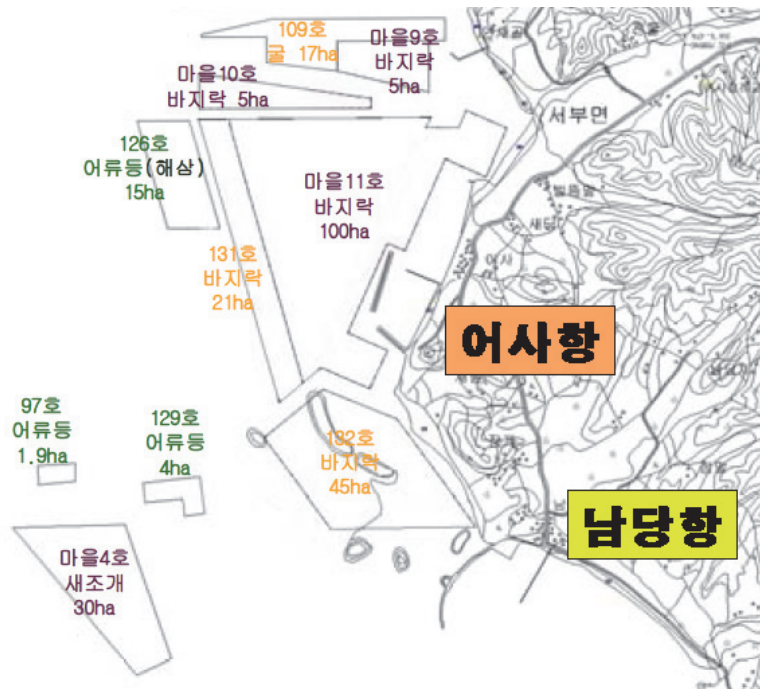 109호
굴 17ha
마을9호
바지락
5ha
마을10호
바지락 5ha
서부면
126호
어류등(해삼)
15ha
마을11호
바지락
100ha
131호
바지락
21ha
어사
어사항
97호
어류등
1.9ha
129호
어류등
4ha
132호
바지락
45ha
남당항
마을4호
새조개
30ha